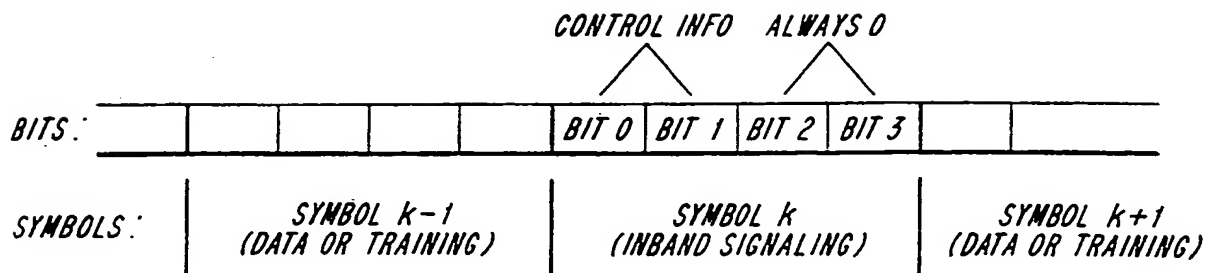 CONTROL INFO ALWAYS 0
BITS: BIT 0 BIT 1 BIT 2 BIT 3
SYMBOLS: SYMBOL k-1 SYMBOL k SYMBOL k+1
(DATA OR TRAINING) (INBAND SIGNALING) (DATA OR TRAINING)